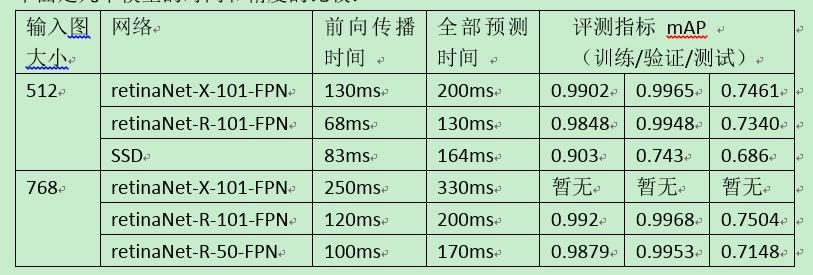 输入图大小 网络 前向传播时间 全部预测时间 评测指标 mAP （训练/验证/测试）
512 retinaNet-X-101-FPN 130ms 200ms 0.9902 0.9965 0.7461
retinaNet-R-101-FPN 68ms 130ms 0.9848 0.9948 0.7340
SSD 83ms 164ms 0.903 0.743 0.686
768 retinaNet-X-101-FPN 250ms 330ms 暂无 暂无 暂无
retinaNet-R-101-FPN 120ms 200ms 0.992 0.9968 0.7504
retinaNet-R-50-FPN 100ms 170ms 0.9879 0.9953 0.7148